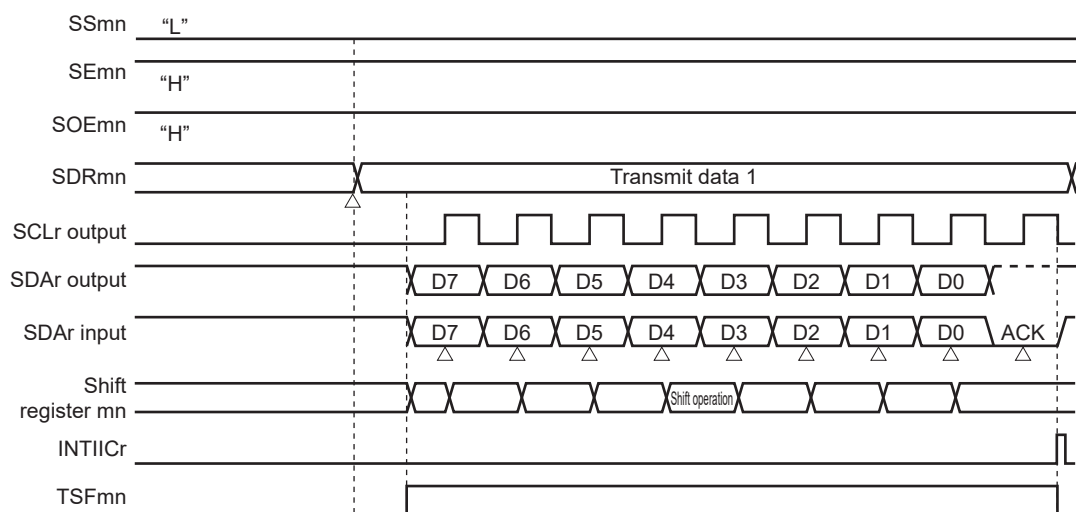 SSmn “L”
SEmn “H”
SOEmn “H”
SDRmn Transmit data 1
SCLr output
SDAr output D7 D6 D5 D4 D3 D2 D1 D0
SDAr input D7 D6 D5 D4 D3 D2 D1 D0 ACK
Shift
register mn Shift operation
INTIICr
TSFmn